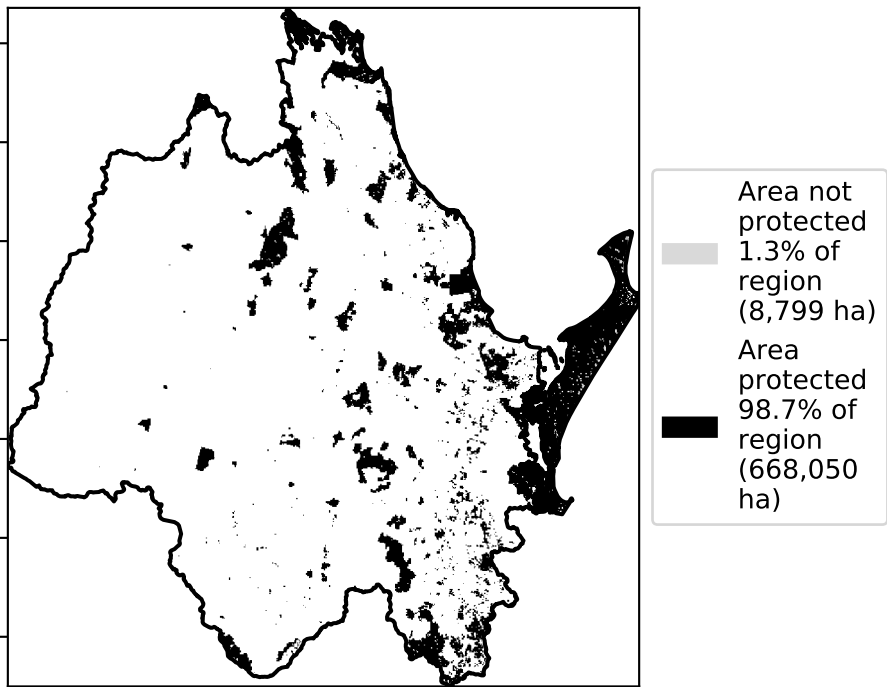 Area not
protected
1.3% of
region
(8,799 ha)
Area
protected
98.7% of
region
(668,050
ha)